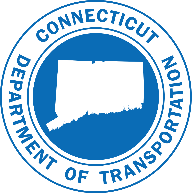 CONNECTICUT
DEPARTMENT OF TRANSPORTATION